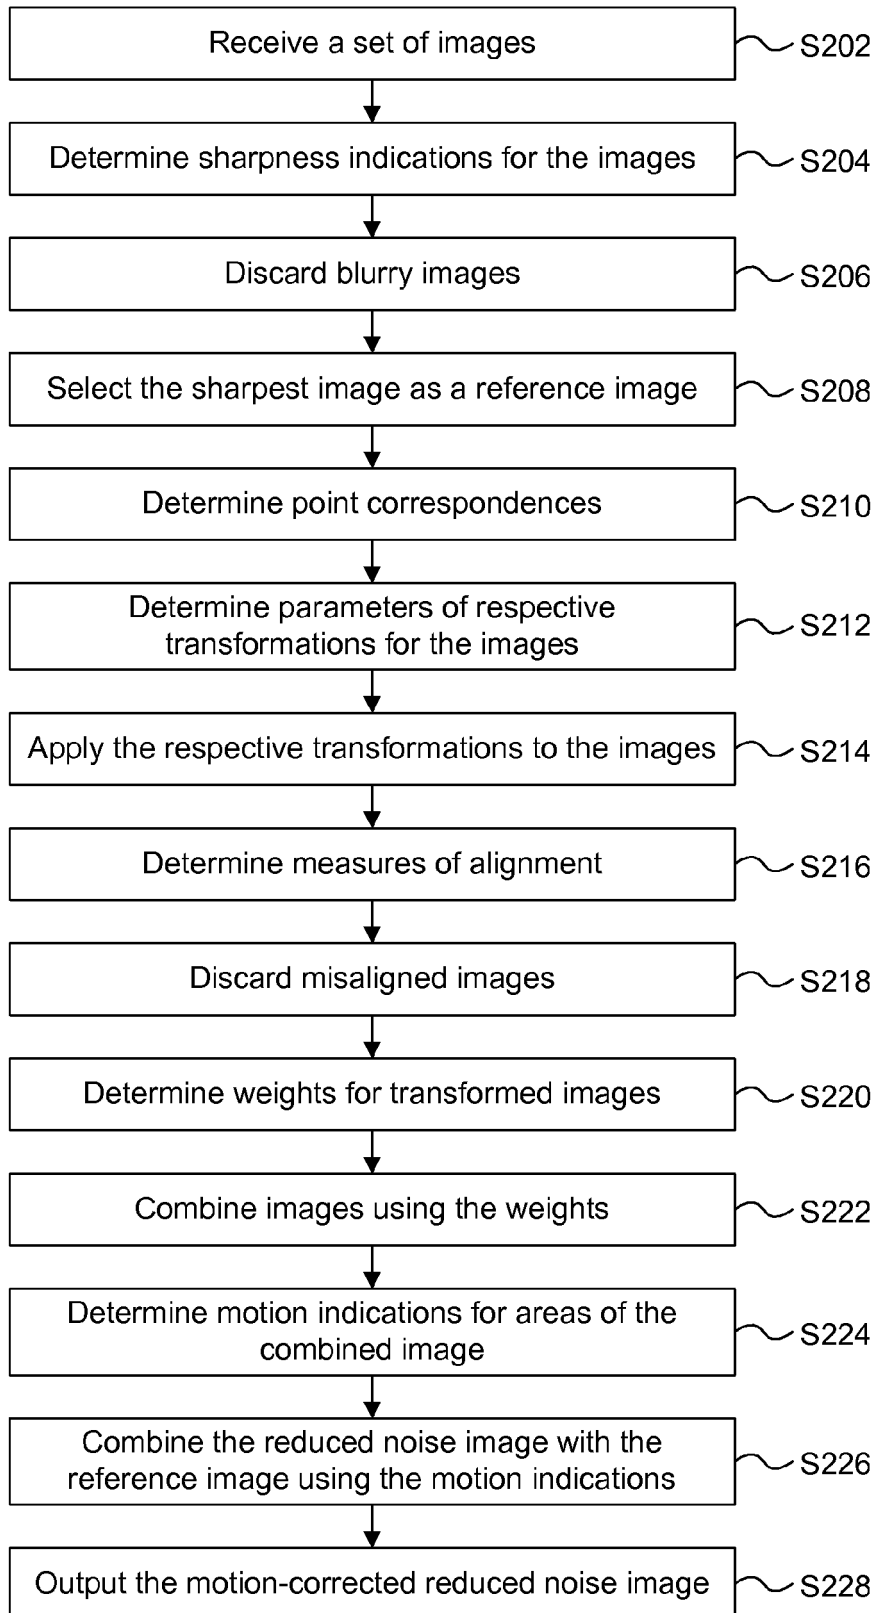 Receive a set of images
S202
Determine sharpness indications for the images
S204
Discard blurry images
S206
Select the sharpest image as a reference image
S208
Determine point correspondences
S210
Determine parameters of respective
transformations for the images
S212
Apply the respective transformations to the images
S214
Determine measures of alignment
S216
Discard misaligned images
S218
Determine weights for transformed images
S220
Combine images using the weights
S222
Determine motion indications for areas of the
combined image
S224
Combine the reduced noise image with the
reference image using the motion indications
S226
Output the motion-corrected reduced noise image
S228